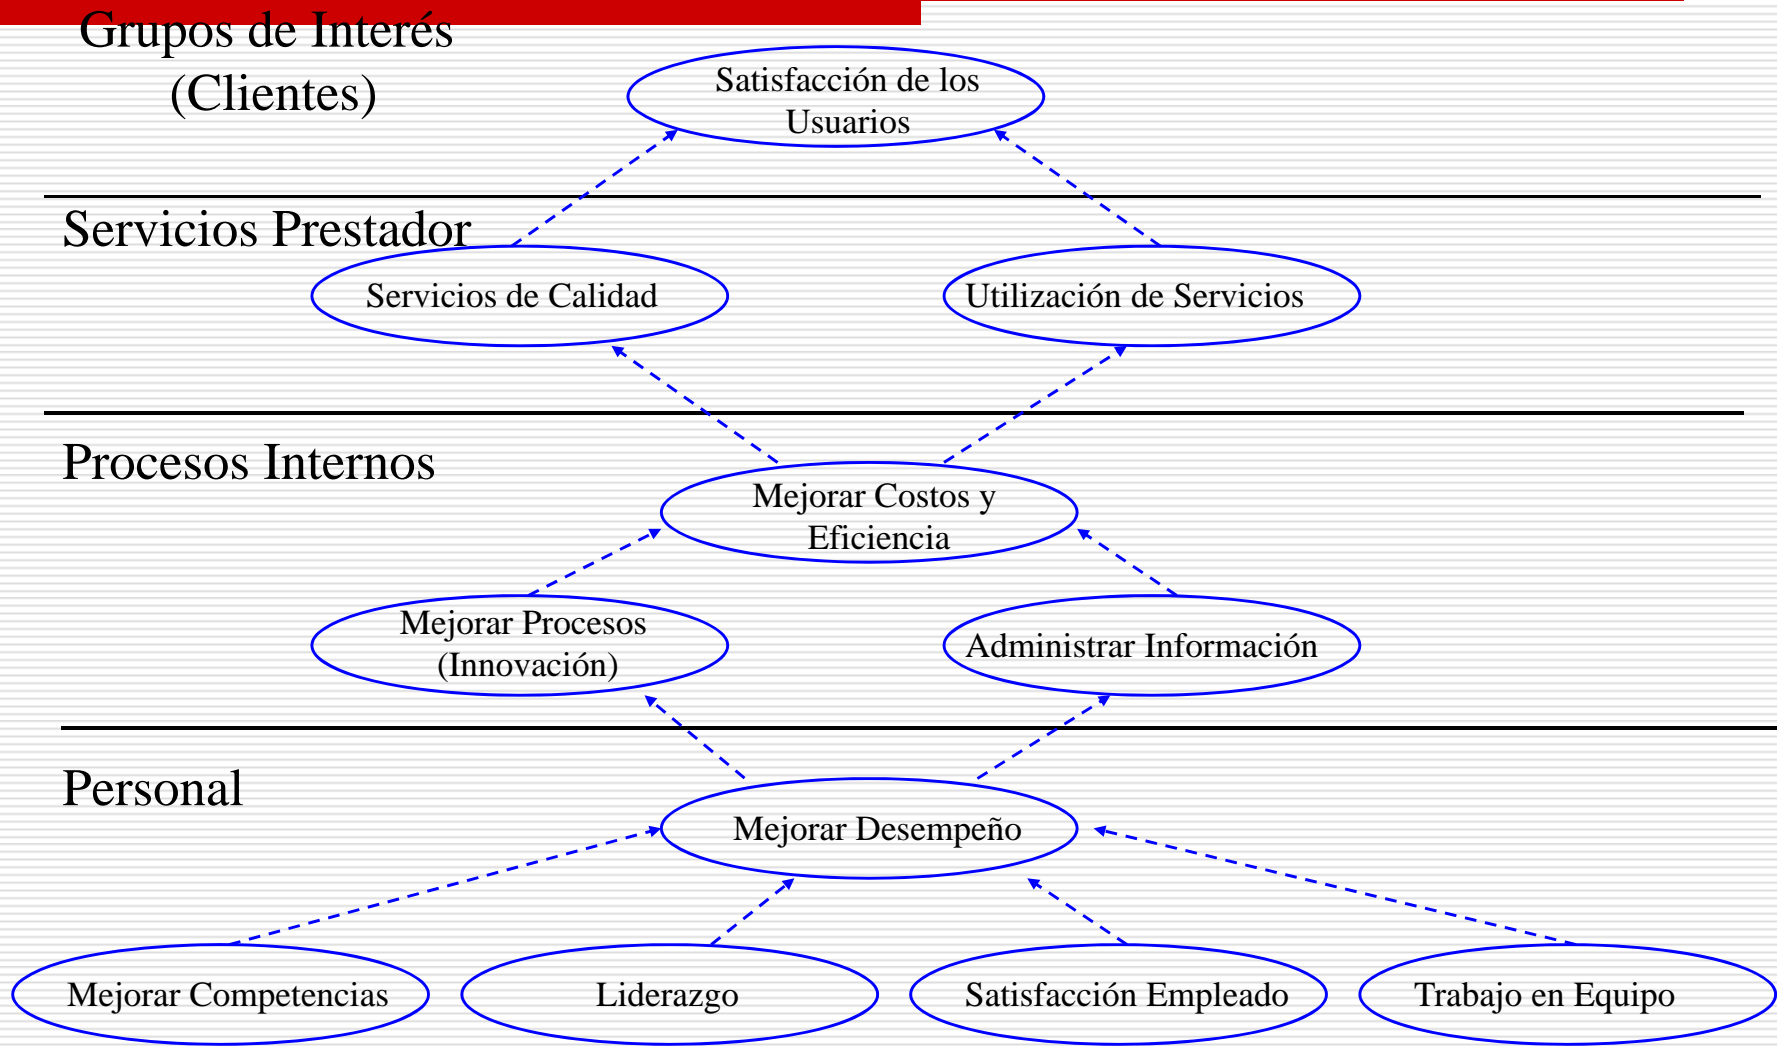 Grupos de Interés
(Clientes)
Satisfacción de los
Usuarios
Servicios Prestador
Servicios de Calidad
Utilización de Servicios
Procesos Internos
Mejorar Costos y
Eficiencia
Mejorar Procesos
(Innovación)
Administrar Información
Personal
Mejorar Desempeño
Mejorar Competencias
Liderazgo
Satisfacción Empleado
Trabajo en Equipo